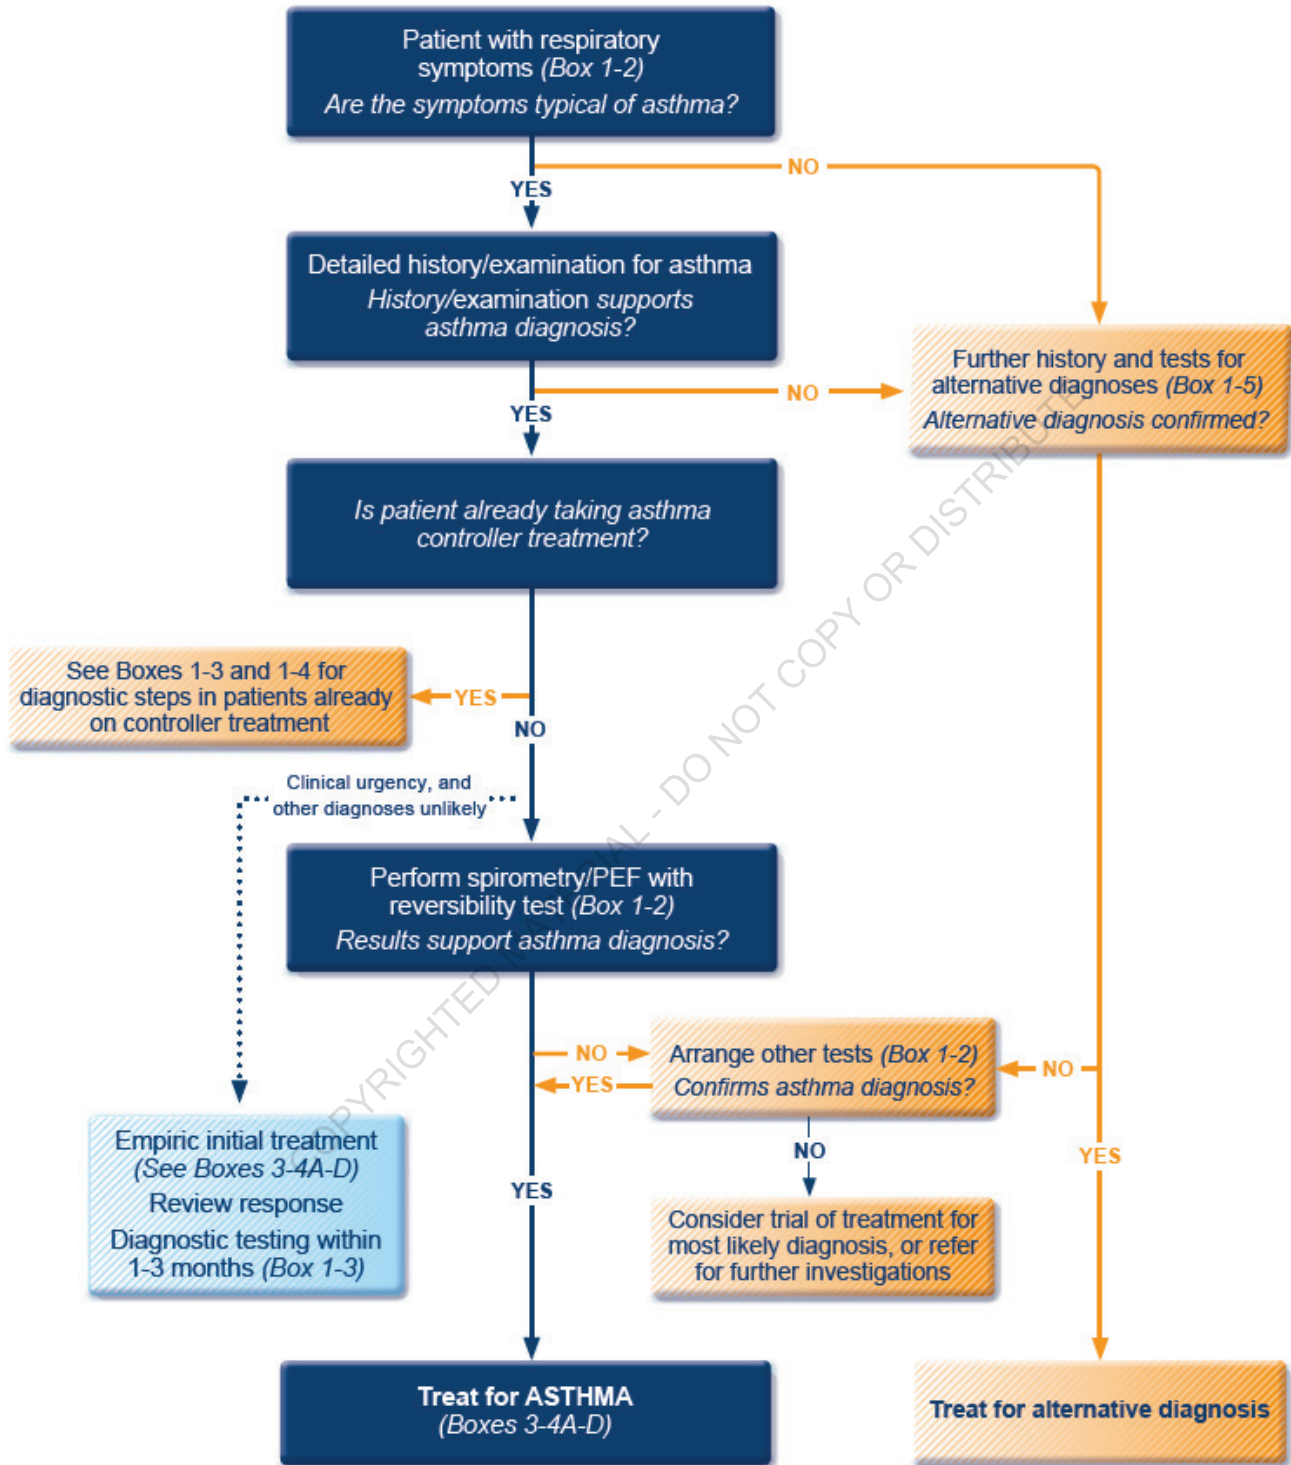 Patient with respiratory
symptoms (Box 1-2)
Are the symptoms typical of asthma?
NO
YES
Detailed history/examination for asthma
History/examination supports
asthma diagnosis?
Further history and tests for
alternative diagnoses (Box 1-5)
Alternative diagnosis confirmed?
NO
YES
Is patient already taking asthma
controller treatment?
See Boxes 1-3 and 1-4 for
diagnostic steps in patients already
on controller treatment
YES
NO
Clinical urgency, and
other diagnoses unlikely
Perform spirometry/PEF with
reversibility test (Box 1-2)
Results support asthma diagnosis?
NO
YES
Arrange other tests (Box 1-2)
Confirms asthma diagnosis?
NO
Empiric initial treatment
(See Boxes 3-4A-D)
Review response
Diagnostic testing within
1-3 months (Box 1-3)
YES
NO
YES
Consider trial of treatment for
most likely diagnosis, or refer
for further investigations
Treat for ASTHMA
(Boxes 3-4A-D)
Treat for alternative diagnosis
COPYRIGHTED MATERIAL - DO NOT COPY OR DISTRIBUTE